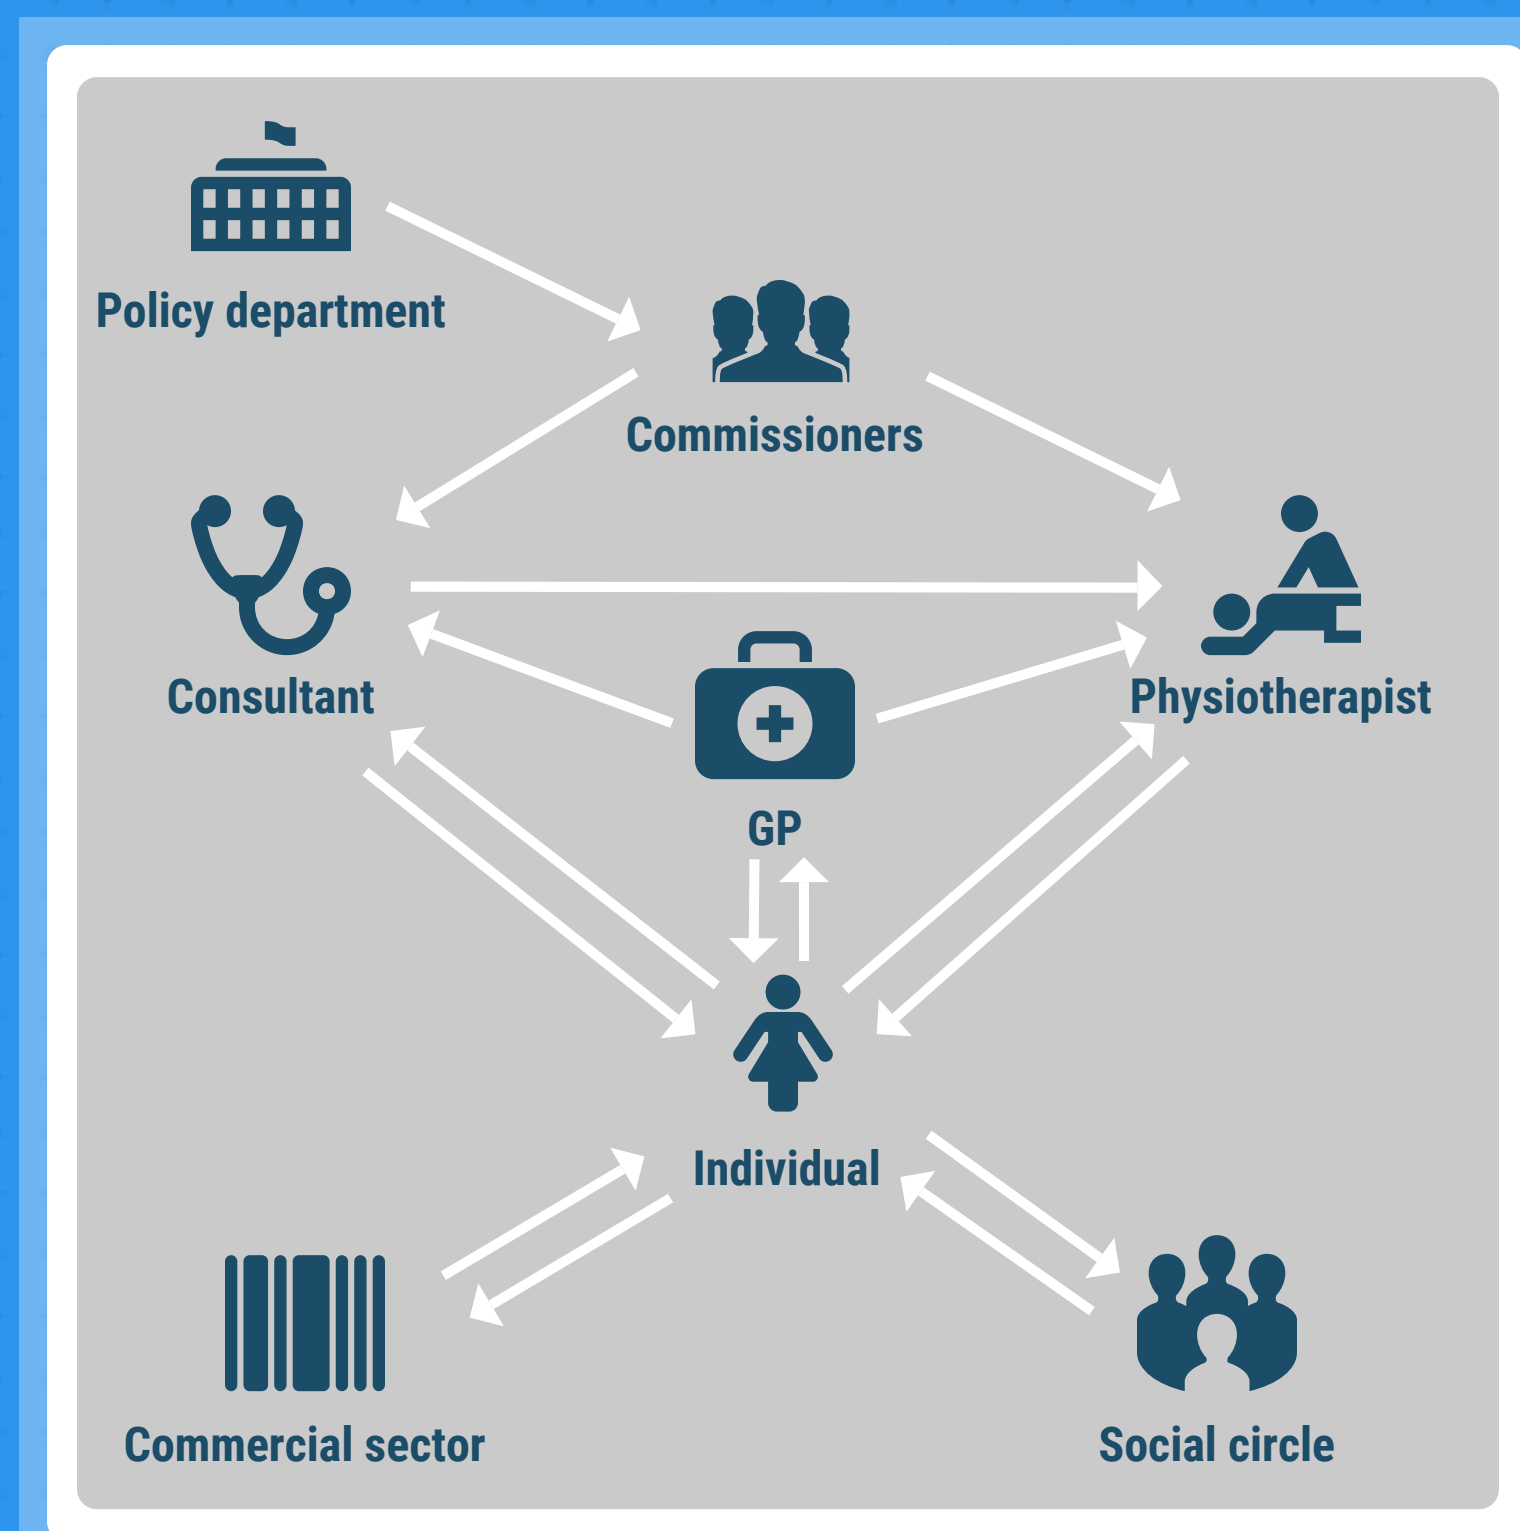 Policy department
Commissioners
Consultant
Physiotherapist
GP
Individual
Commercial sector
Social circle